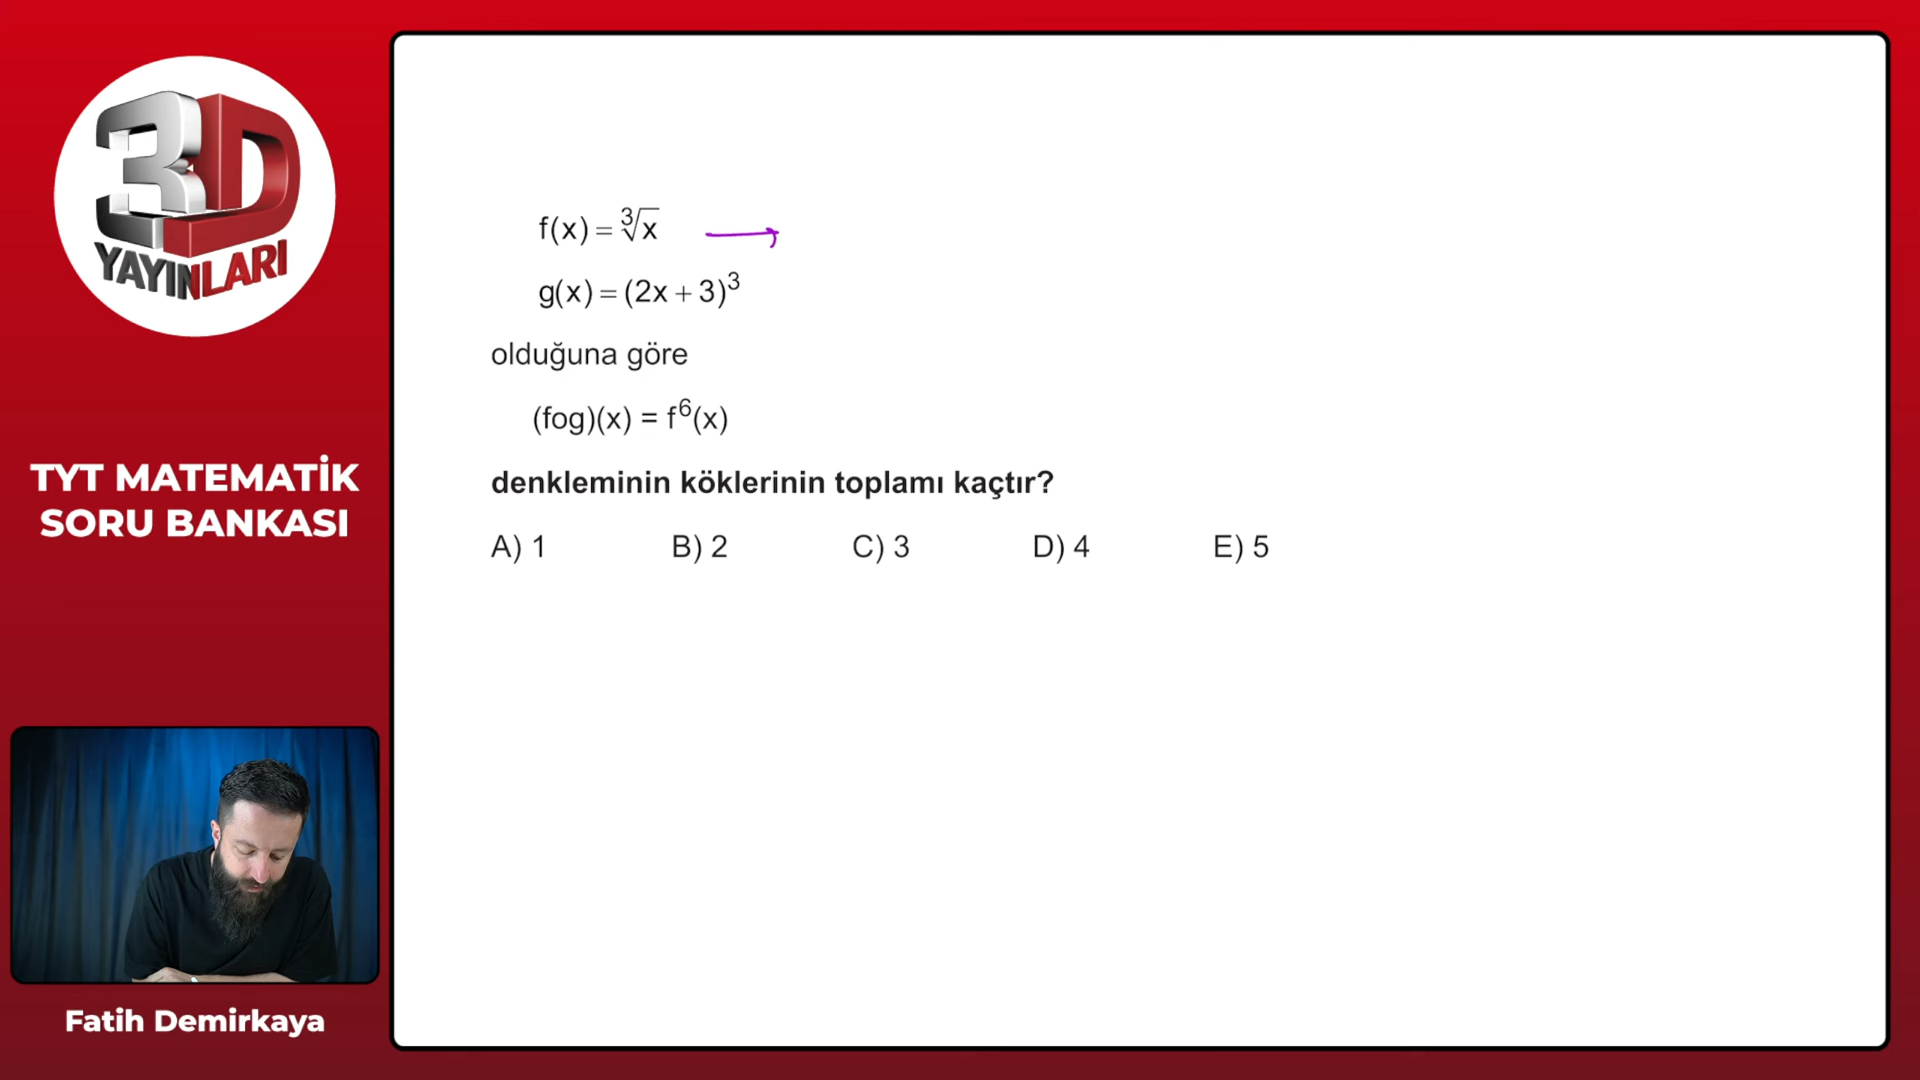 3D
YAYINLARI
TYT MATEMATİK
SORU BANKASI
Fatih Demirkaya
f(x) = ∛x
g(x) = (2x + 3)³
olduğuna göre
(fog)(x) = f⁶(x)
denkleminin köklerinin toplamı kaçtır?
A) 1 B) 2 C) 3 D) 4 E) 5